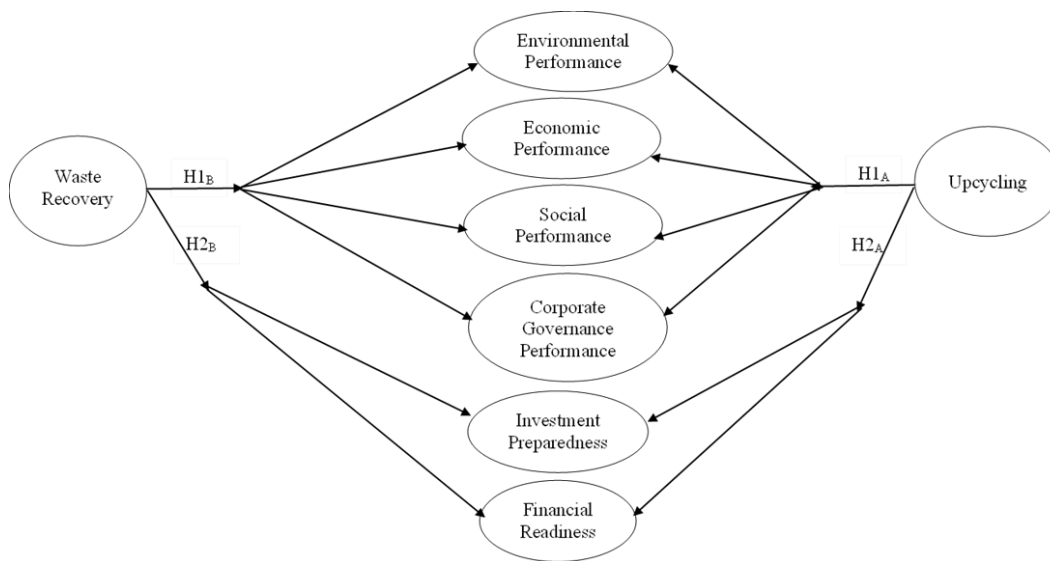 Environmental
Performance
Economic
Performance
Waste
Recovery
H1B
H1A
Upcycling
Social
Performance
H2B
H2A
Corporate
Governance
Performance
Investment
Preparedness
Financial
Readiness